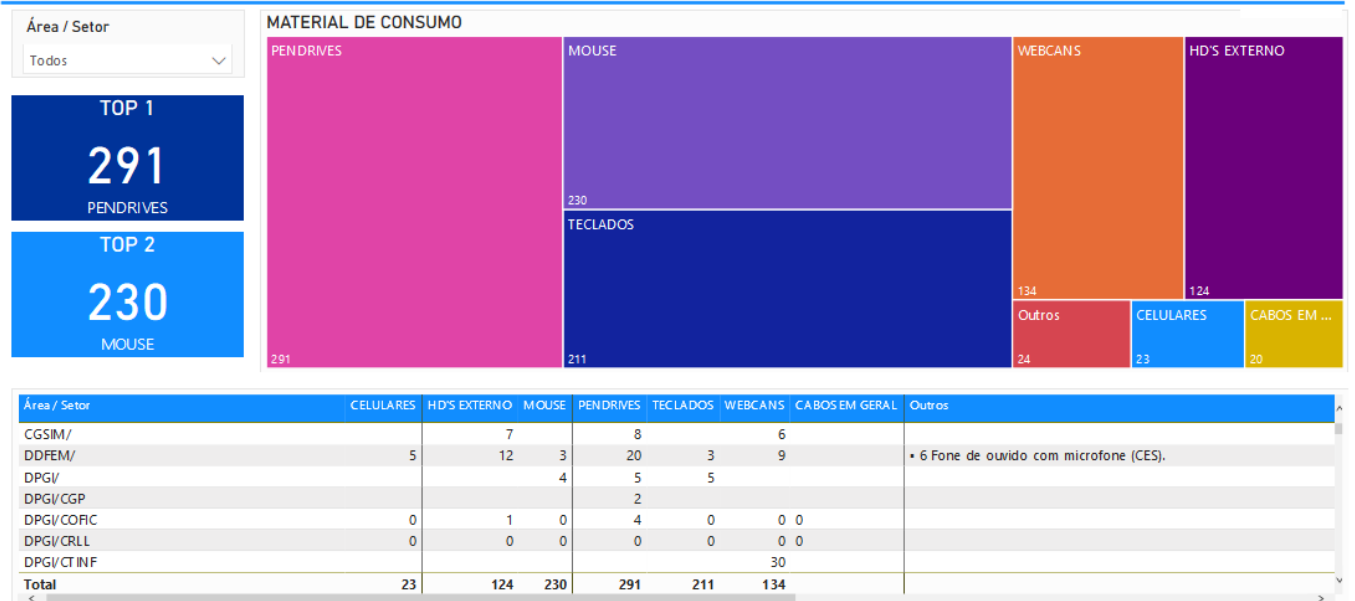 Área / Setor
Todos
TOP 1
291
PENDRIVES
TOP 2
230
MOUSE
MATERIAL DE CONSUMO
PENDRIVES
291
MOUSE
230
TECLADOS
211
WEBCANS
134
HD'S EXTERNO
124
Outros
24
CELULARES
23
CABOS EM ...
20
Área / Setor CELULARES HD'S EXTERNO MOUSE PENDRIVES TECLADOS WEBCANS CABOS EM GERAL Outros
CGSIM/ 7 8 6
DDFEM/ 5 12 3 20 3 9 • 6 Fone de ouvido com microfone (CES).
DPGI/ 4 5 5
DPGI/CGP 2
DPGI/COFIC 0 1 0 4 0 0 0
DPGI/CRLL 0 0 0 0 0 0 0
DPGI/CTINF 30
Total 23 124 230 291 211 134